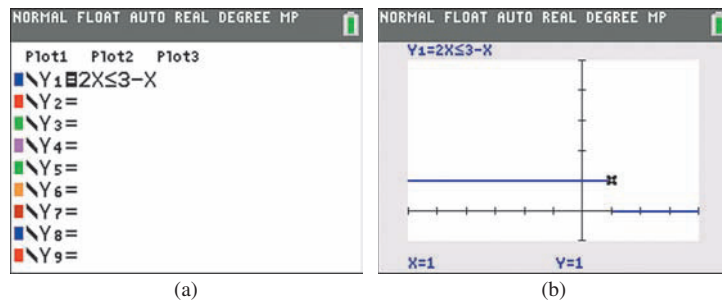 NORMAL FLOAT AUTO REAL DEGREE MP
Plot1 Plot2 Plot3
\Y1=2X≤3-X
\Y2=
\Y3=
\Y4=
\Y5=
\Y6=
\Y7=
\Y8=
\Y9=
(a)
NORMAL FLOAT AUTO REAL DEGREE MP
Y1=2X≤3-X
X=1 Y=1
(b)